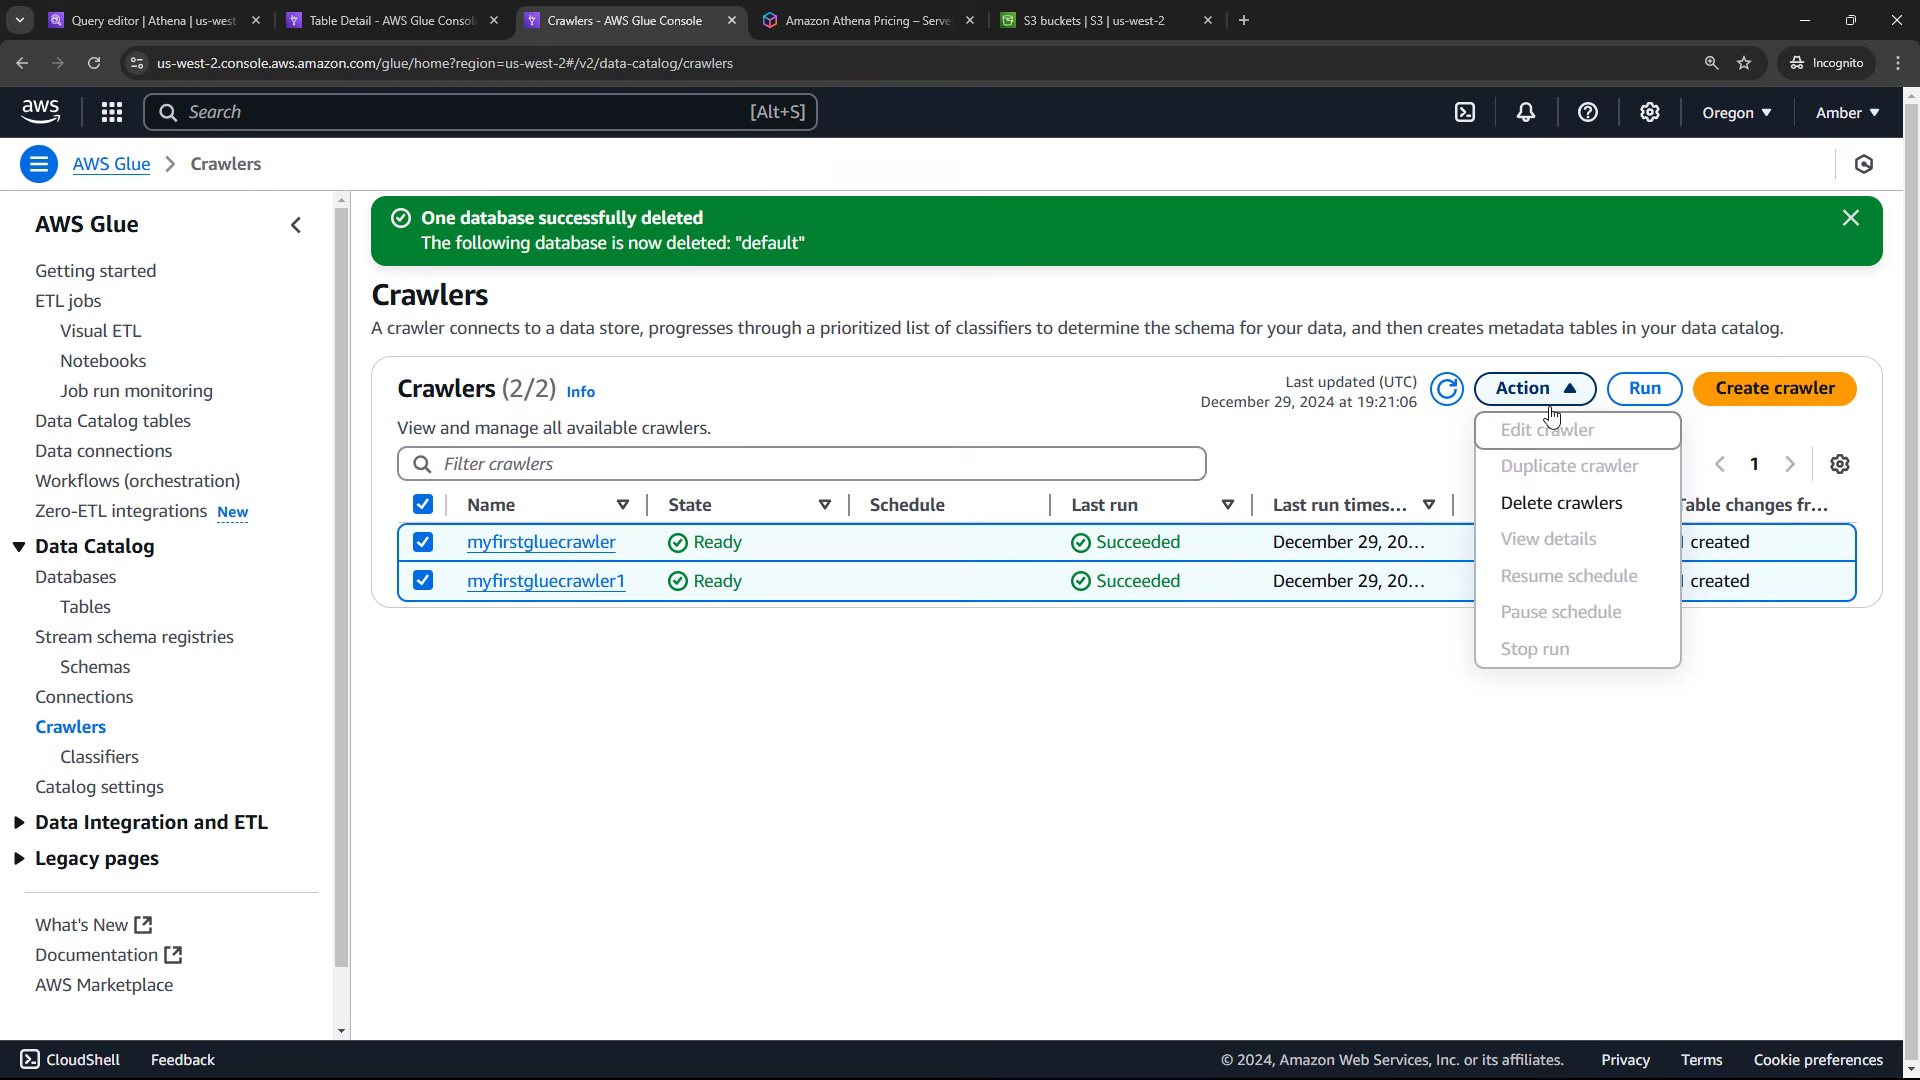 Query editor | Athena | us-west
Table Detail - AWS Glue Consol
Crawlers - AWS Glue Console
Amazon Athena Pricing – Serve
S3 buckets | S3 | us-west-2
us-west-2.console.aws.amazon.com/glue/home?region=us-west-2#/v2/data-catalog/crawlers
Incognito
aws
Search
[Alt+S]
Oregon
Amber
AWS Glue
Crawlers
AWS Glue
Getting started
ETL jobs
Visual ETL
Notebooks
Job run monitoring
Data Catalog tables
Data connections
Workflows (orchestration)
Zero-ETL integrations New
Data Catalog
Databases
Tables
Stream schema registries
Schemas
Connections
Crawlers
Classifiers
Catalog settings
Data Integration and ETL
Legacy pages
What's New
Documentation
AWS Marketplace
One database successfully deleted
The following database is now deleted: "default"
Crawlers
A crawler connects to a data store, progresses through a prioritized list of classifiers to determine the schema for your data, and then creates metadata tables in your data catalog.
Crawlers (2/2) Info
Last updated (UTC)
December 29, 2024 at 19:21:06
Action
Run
Create crawler
View and manage all available crawlers.
Filter crawlers
1
Edit crawler
Duplicate crawler
Delete crawlers
View details
Resume schedule
Pause schedule
Stop run
Name State Schedule Last run Last run times... Table changes fr...
myfirstgluecrawler Ready Succeeded December 29, 20... 1 created
myfirstgluecrawler1 Ready Succeeded December 29, 20... 1 created
CloudShell
Feedback
© 2024, Amazon Web Services, Inc. or its affiliates.
Privacy
Terms
Cookie preferences